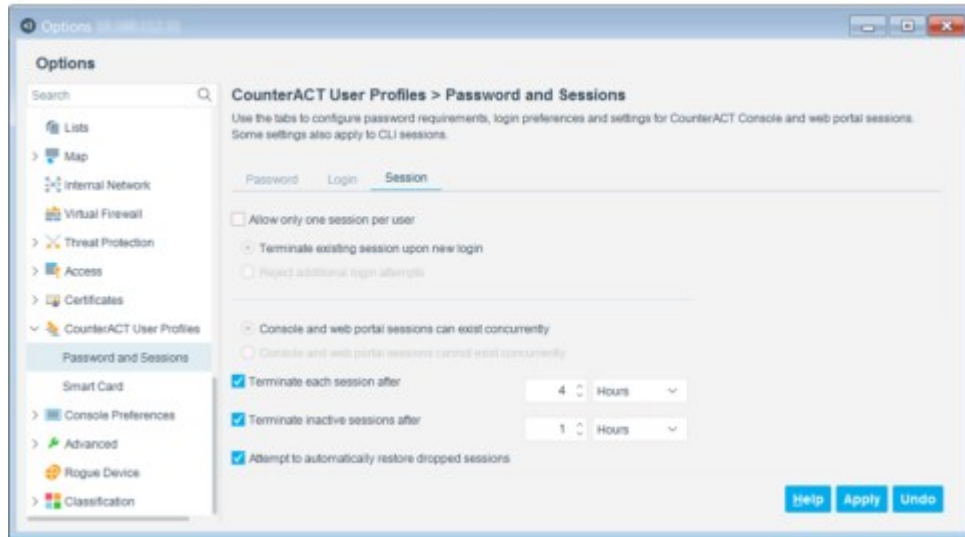 Options
Options
Search
Lists
Map
Internal Network
Virtual Firewall
Threat Protection
Access
Certificates
CounterACT User Profiles
Password and Sessions
Smart Card
Console Preferences
Advanced
Rogue Device
Classification
CounterACT User Profiles > Password and Sessions
Use the tabs to configure password requirements, login preferences and settings for CounterACT Console and web portal sessions.
Some settings also apply to CLI sessions.
Password Login Session
Allow only one session per user
Terminate existing session upon new login
Reject additional login attempts
Console and web portal sessions can exist concurrently
Console and web portal sessions cannot exist concurrently
Terminate each session after 4 Hours
Terminate inactive sessions after 1 Hours
Attempt to automatically restore dropped sessions
Help Apply Undo